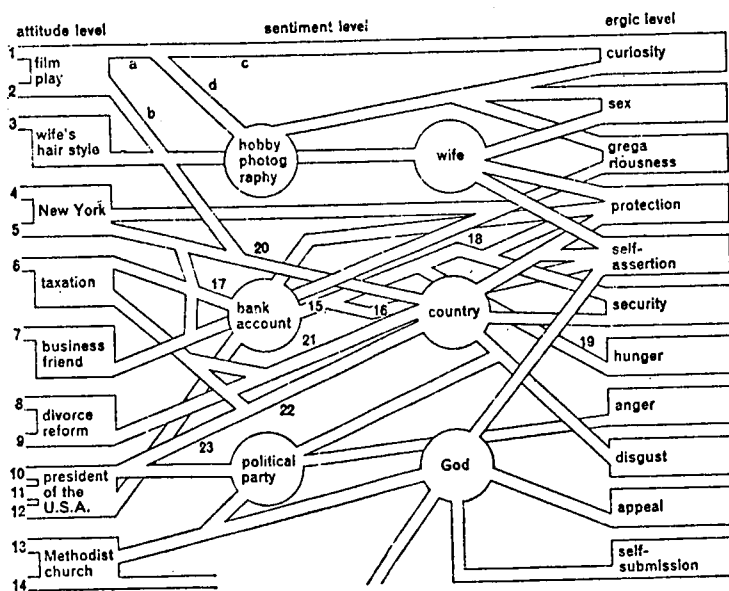 attitude level
sentiment level
ergic level
1
film
play
a
b
c
d
curiosity
2
sex
3
wife's
hair style
hobby
photog
raphy
wife
grega
riousness
4
New York
protection
5
20
18
self-
assertion
6
taxation
17
bank
account
15
16
country
security
7
business
friend
21
19
hunger
8
divorce
reform
9
22
anger
23
10
11
12
president
of the
U.S.A.
political
party
God
disgust
appeal
13
Methodist
church
14
self-
submission